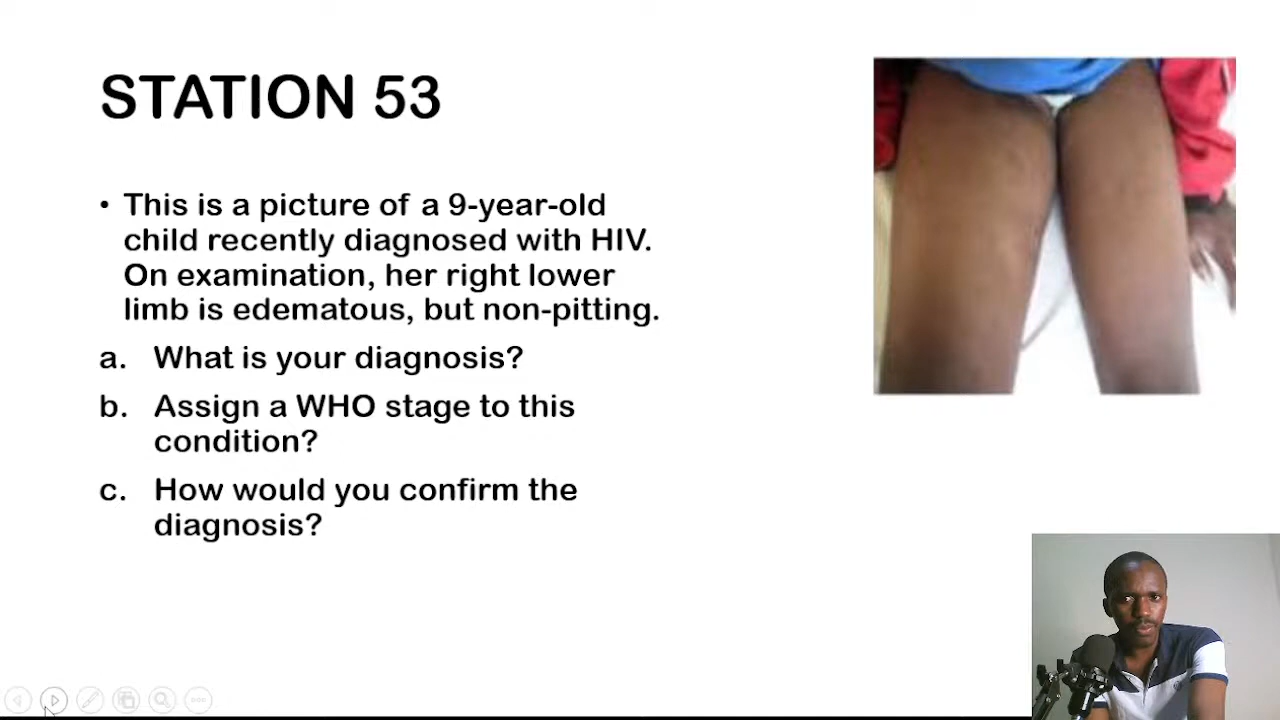 STATION 53
• This is a picture of a 9-year-old
child recently diagnosed with HIV.
On examination, her right lower
limb is edematous, but non-pitting.
a. What is your diagnosis?
b. Assign a WHO stage to this
condition?
c. How would you confirm the
diagnosis?